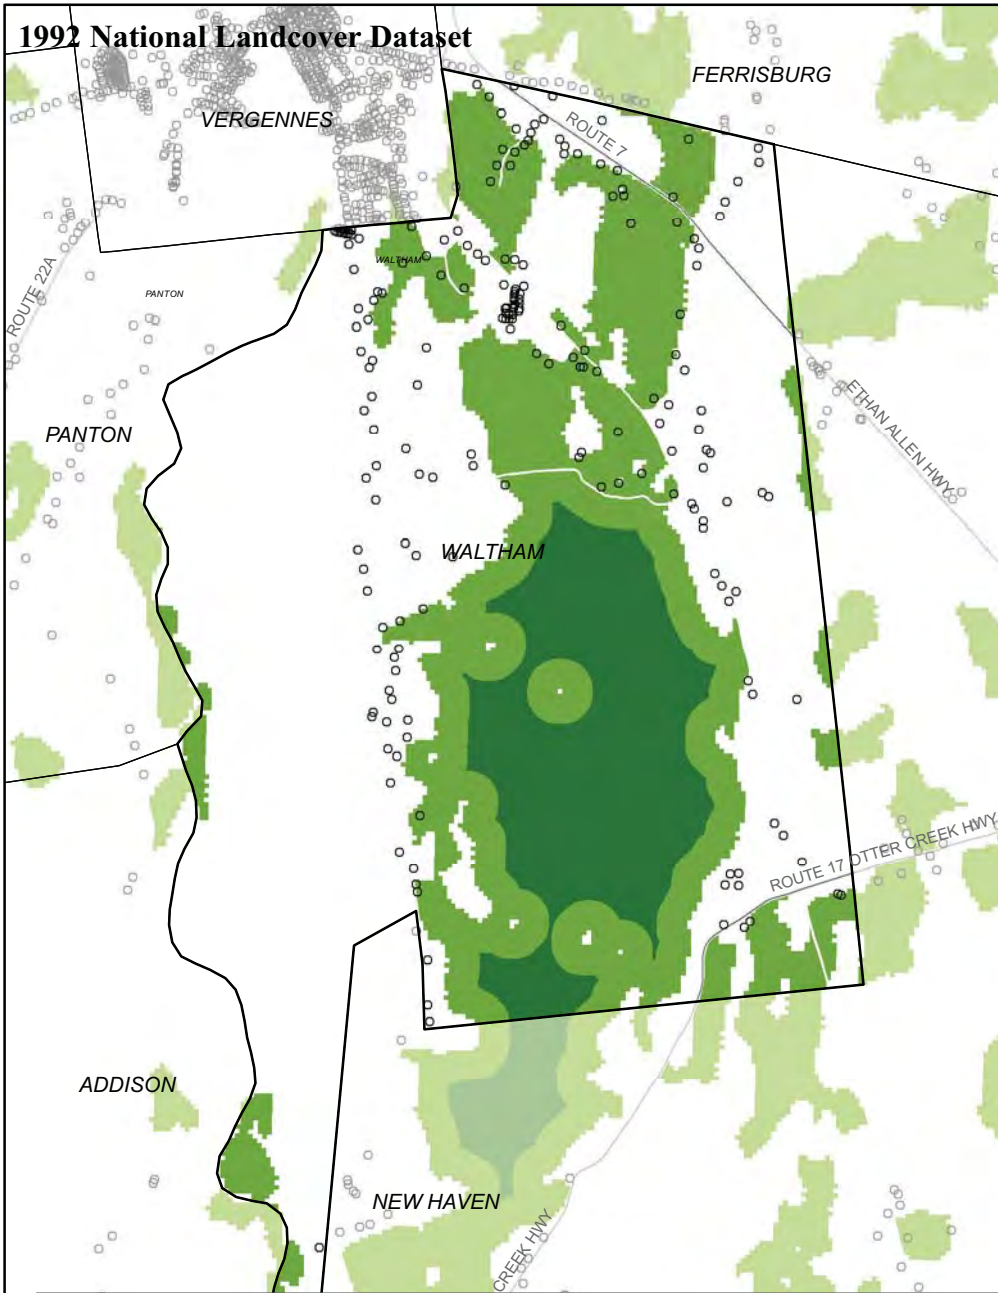 1992 National Landcover Dataset
FERRISBURG
VERGENNES
ROUTE 7
WALTHAM
ROUTE 22A
PANTON
PANTON
ETHAN ALLEN HWY
WALTHAM
ROUTE 17 OTTER CREEK HWY
ADDISON
NEW HAVEN
CREEK HWY